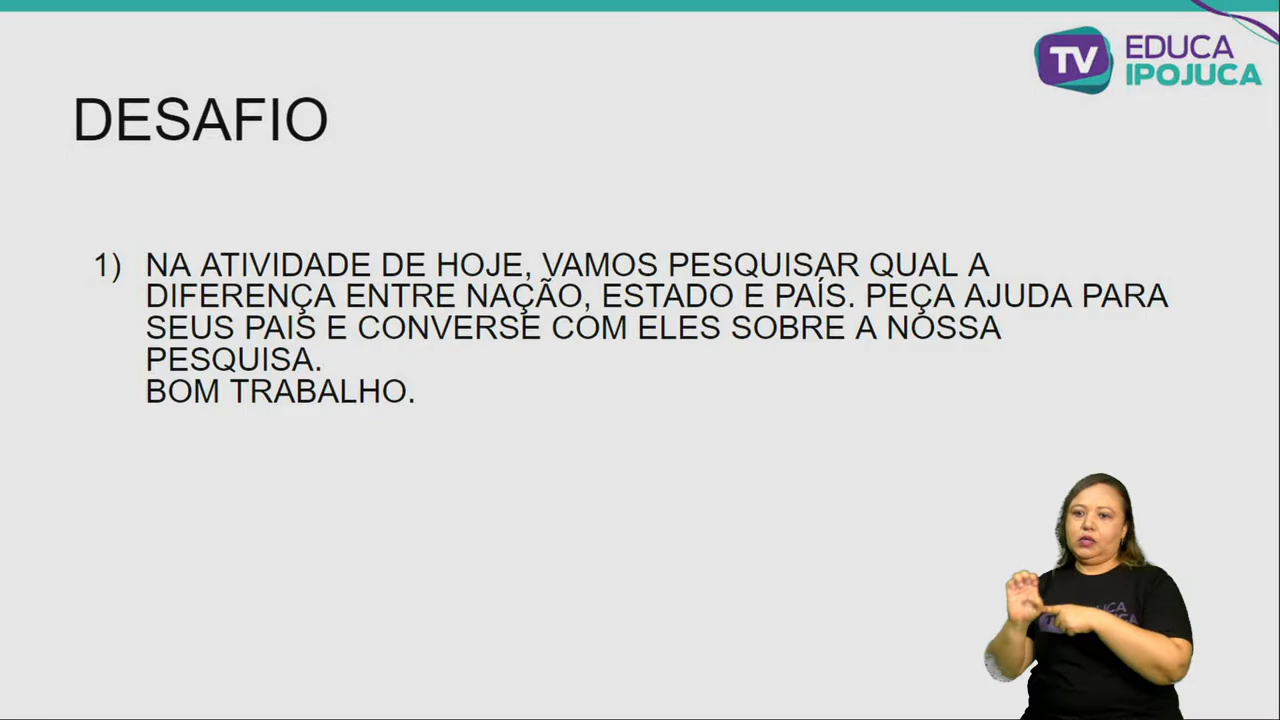 TV EDUCA
IPOJUCA
DESAFIO
1) NA ATIVIDADE DE HOJE, VAMOS PESQUISAR QUAL A
DIFERENÇA ENTRE NAÇÃO, ESTADO E PAÍS. PEÇA AJUDA PARA
SEUS PAIS E CONVERSE COM ELES SOBRE A NOSSA
PESQUISA.
BOM TRABALHO.